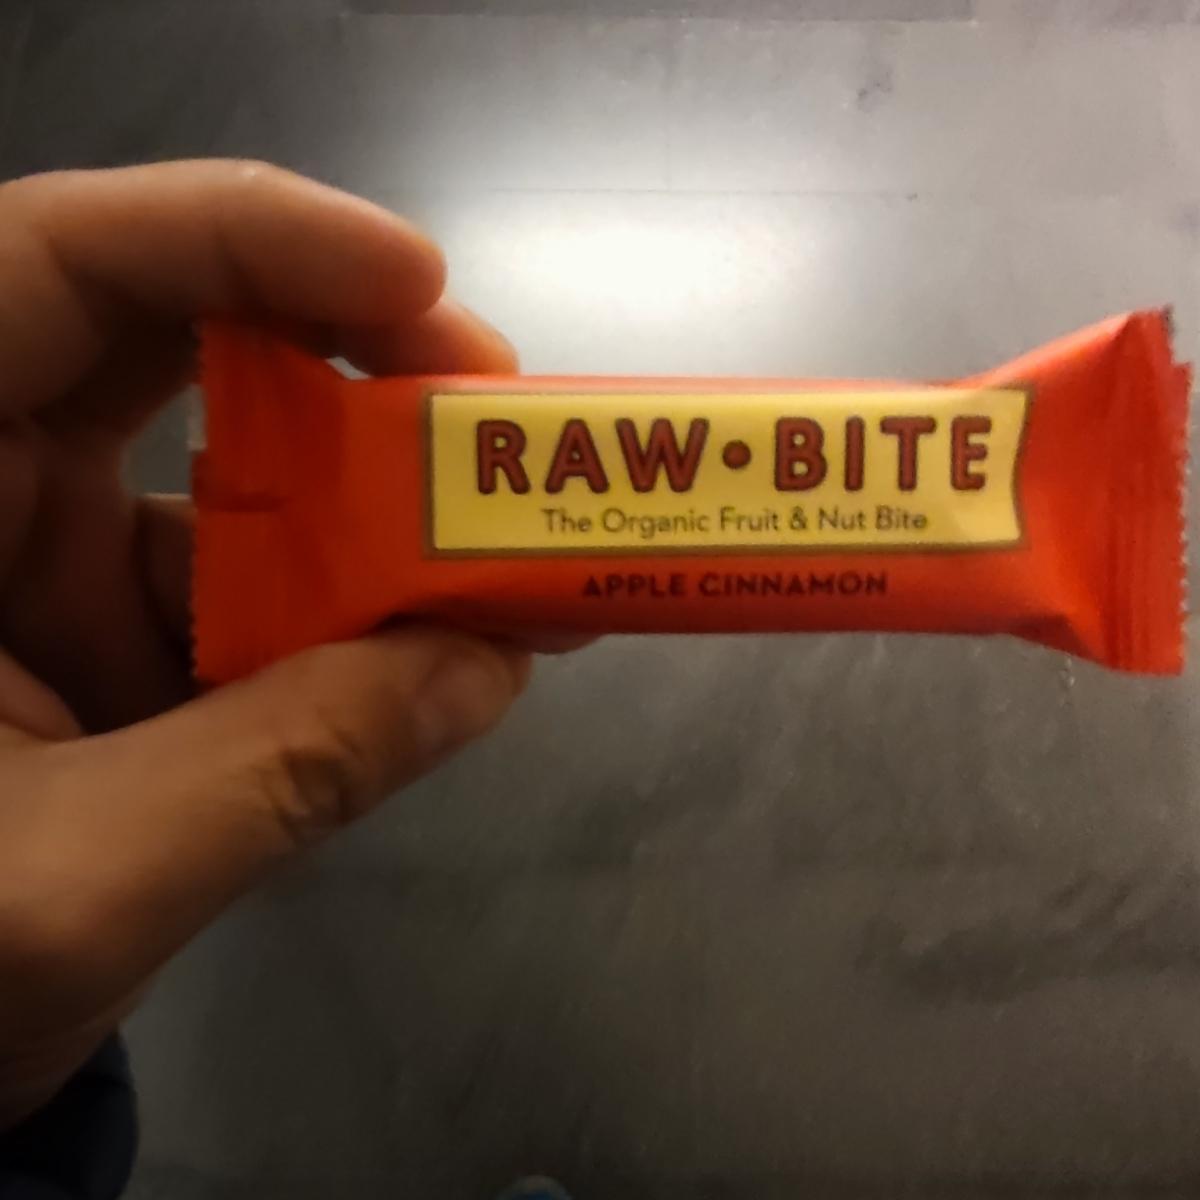 RAW•BITE
The Organic Fruit & Nut Bite
APPLE CINNAMON